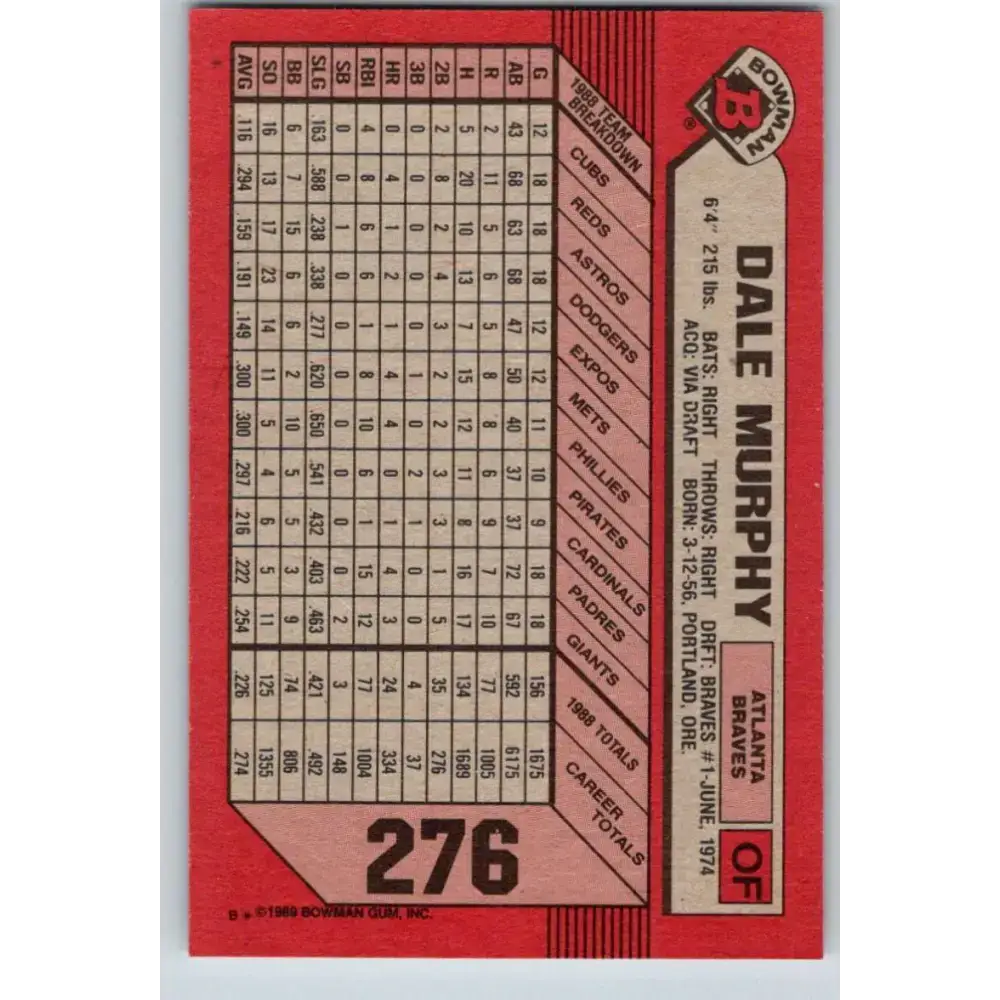 BOWMAN
B ®
DALE MURPHY
ATLANTA
BRAVES
OF
6'4" 215 lbs. BATS: RIGHT THROWS: RIGHT DRFT: BRAVES #1-JUNE, 1974
ACQ: VIA DRAFT BORN: 3-12-56, PORTLAND, ORE.
1988 TEAM
BREAKDOWN
CUBS
REDS
ASTROS
DODGERS
EXPOS
METS
PHILLIES
PIRATES
CARDINALS
PADRES
GIANTS
1988 TOTALS
CAREER
TOTALS
G 12 18 18 18 12 12 11 10 9 18 18 156 1675
AB 43 68 63 68 47 50 40 37 37 72 67 592 6175
R 2 11 5 6 5 8 8 6 9 7 10 77 1005
H 5 20 10 13 7 15 12 11 8 16 17 134 1689
2B 2 8 2 4 3 2 2 3 3 1 5 35 276
3B 0 0 0 0 0 1 0 2 1 0 0 4 37
HR 0 4 1 2 1 4 4 0 1 4 3 24 334
RBI 4 8 6 6 1 8 10 6 1 15 12 77 1004
SB 0 0 1 0 0 0 0 0 0 0 2 3 148
SLG .163 .588 .238 .338 .277 .620 .650 .541 .432 .403 .463 .421 .492
BB 6 7 15 6 6 2 10 5 5 3 9 .74 806
SO 16 13 17 23 14 11 5 4 6 5 11 125 1355
AVG .116 .294 .159 .191 .149 .300 .300 .297 .216 .222 .254 .226 .274
276
B * ©1989 BOWMAN GUM, INC.